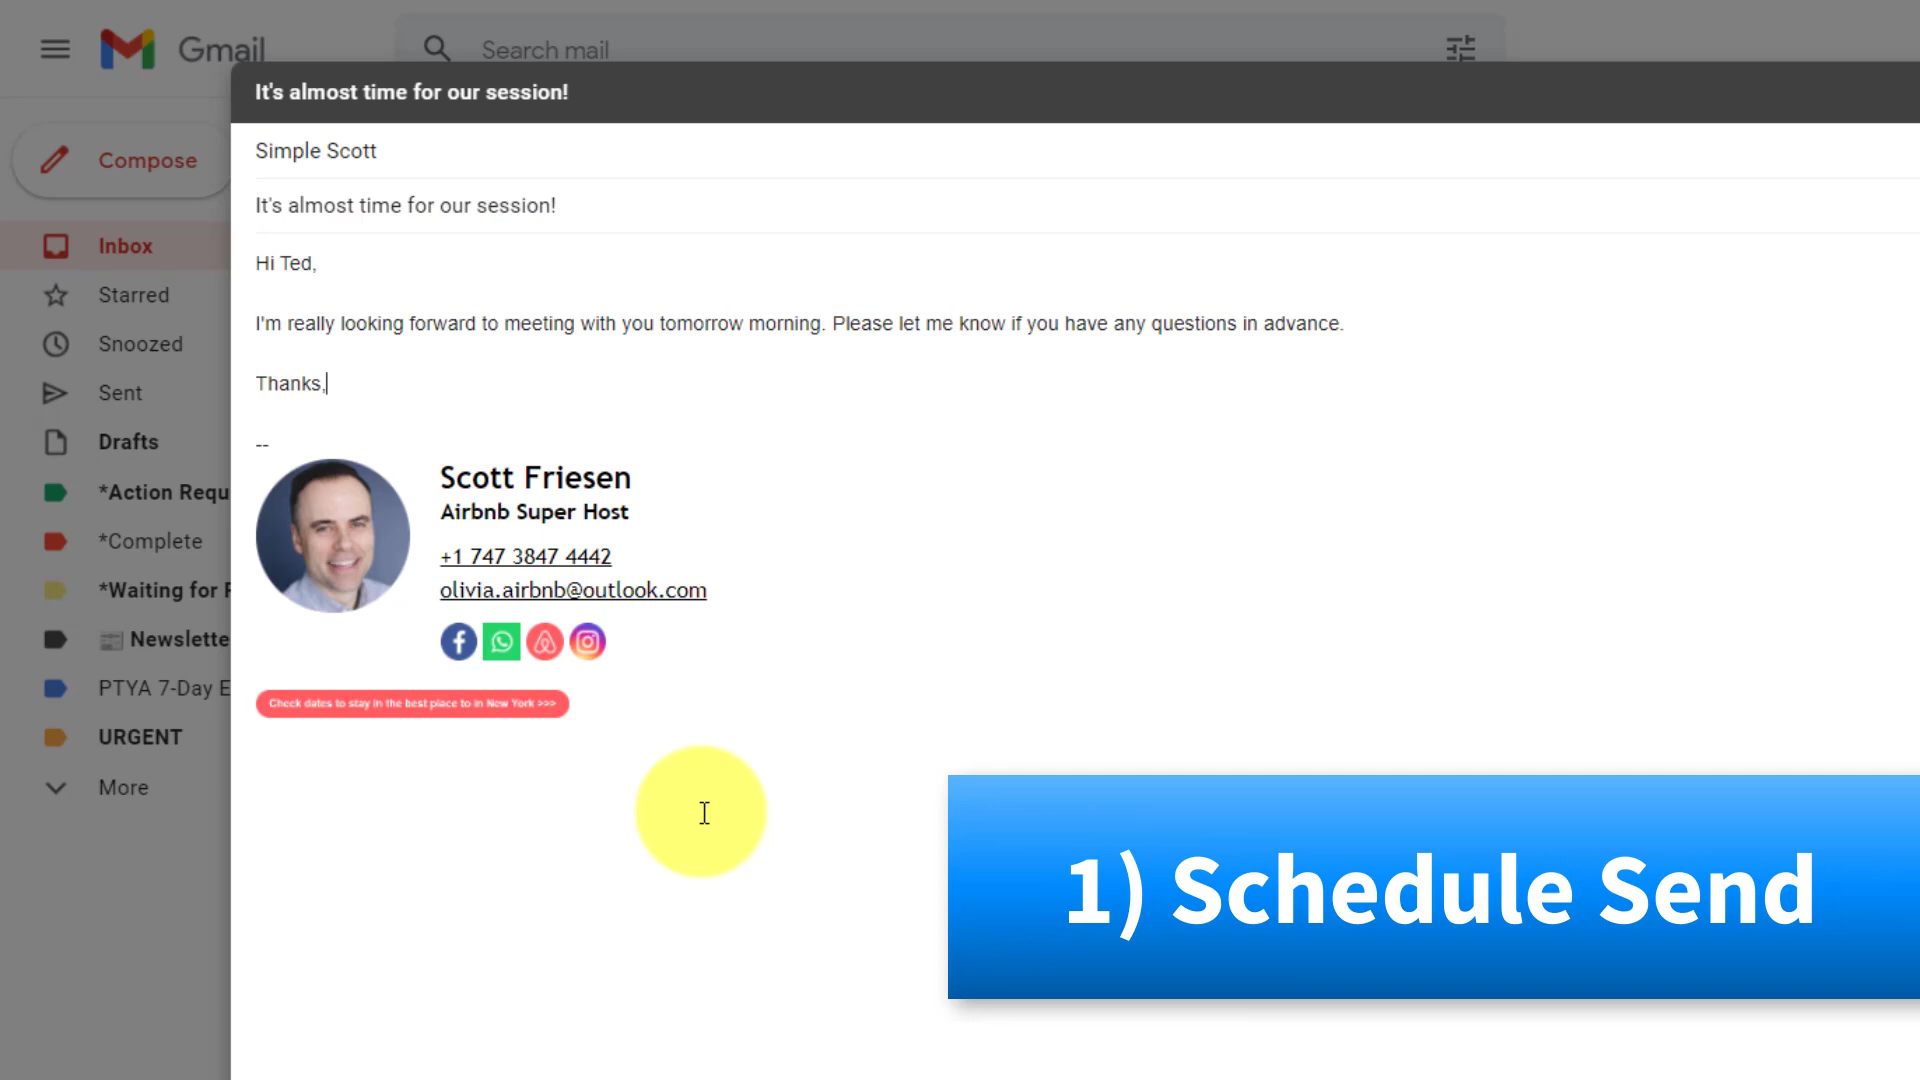 Gmail
Search mail
It's almost time for our session!
Compose
Simple Scott
It's almost time for our session!
Inbox
Hi Ted,
Starred
I'm really looking forward to meeting with you tomorrow morning. Please let me know if you have any questions in advance.
Snoozed
Thanks,
Sent
Drafts
--
*Action Requ
*Complete
*Waiting for
Newslette
PTYA 7-Day E
URGENT
More
Scott Friesen
Airbnb Super Host
+1 747 3847 4442
olivia.airbnb@outlook.com
Check dates to stay in the best place to in New York >>>
1) Schedule Send